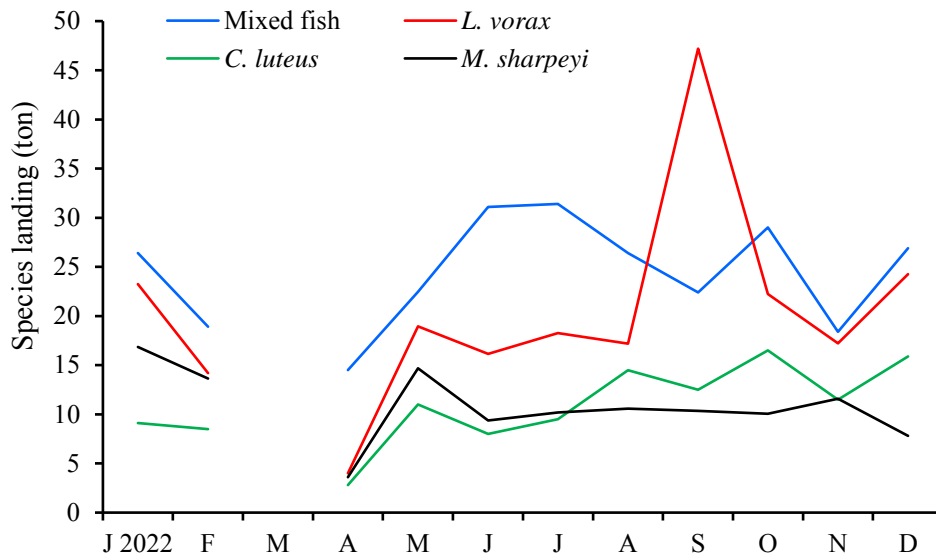 Species landing (ton)
50
45
40
35
30
25
20
15
10
5
0
Mixed fish L. vorax
C. luteus M. sharpeyi
J 2022 F M A M J J A S O N D